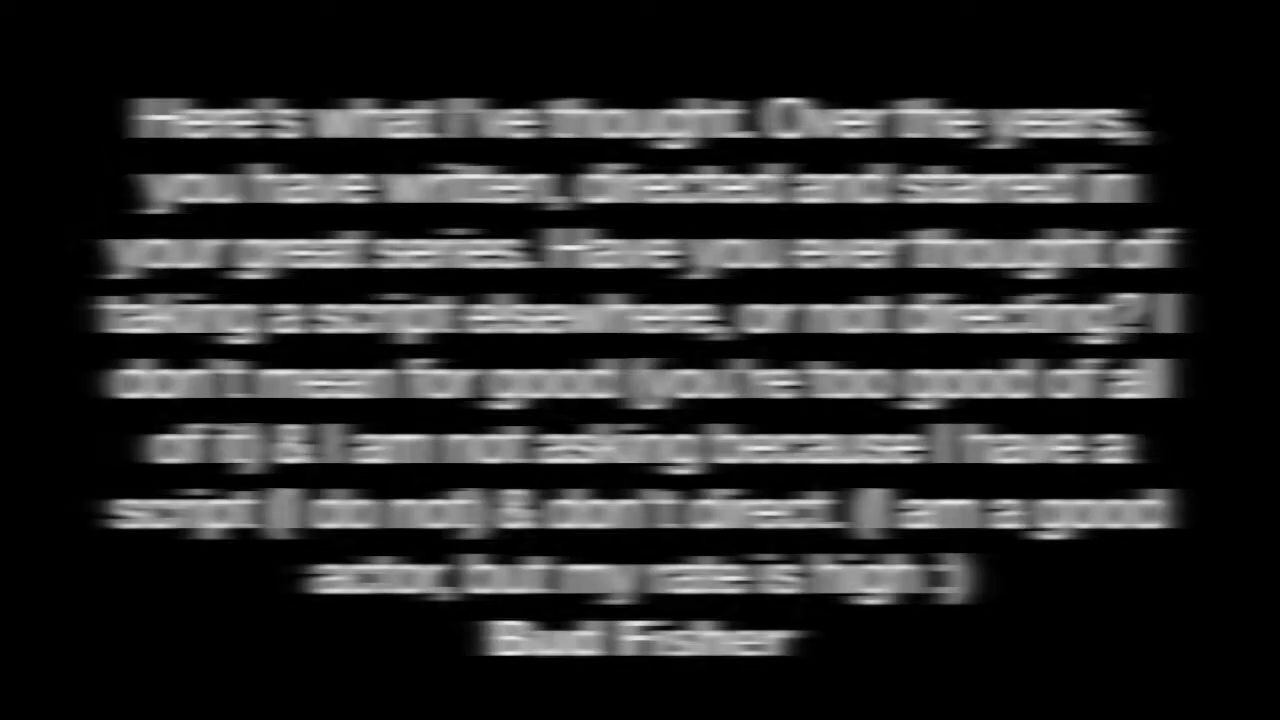 Here's what I've thought. Over the years,
you have written, directed and starred in
your great series. Have you ever thought of
taking a script elsewhere, or not directing? I
don't mean for good (you're too good of all
of it) & I am not asking because I have a
script (I do not) & don't direct. (I am a good
actor, but my rate is high :)
Bud Fisher